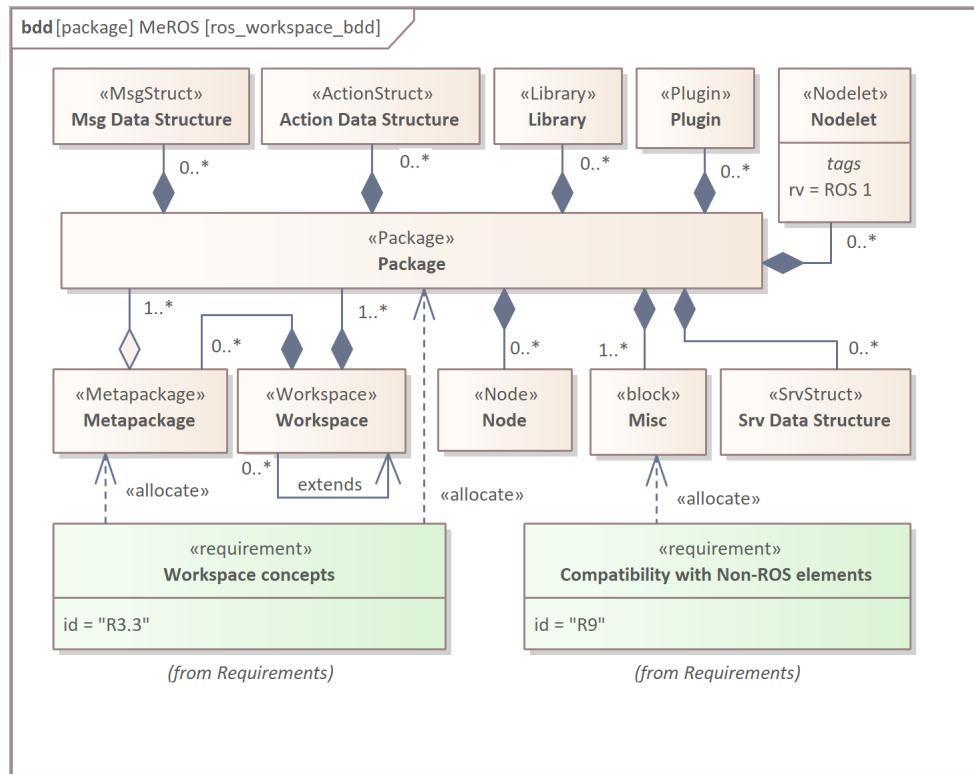 bdd [package] MeROS [ros_workspace_bdd]
«MsgStruct»
Msg Data Structure
«ActionStruct»
Action Data Structure
«Library»
Library
«Plugin»
Plugin
«Nodelet»
Nodelet
tags
rv = ROS 1
0..*
0..*
0..*
0..*
0..*
«Package»
Package
1..*
0..*
1..*
0..*
1..*
0..*
«Metapackage»
Metapackage
«Workspace»
Workspace
«Node»
Node
«block»
Misc
«SrvStruct»
Srv Data Structure
0..*
extends
«allocate»
«allocate»
«allocate»
«requirement»
Workspace concepts
id = "R3.3"
(from Requirements)
«requirement»
Compatibility with Non-ROS elements
id = "R9"
(from Requirements)